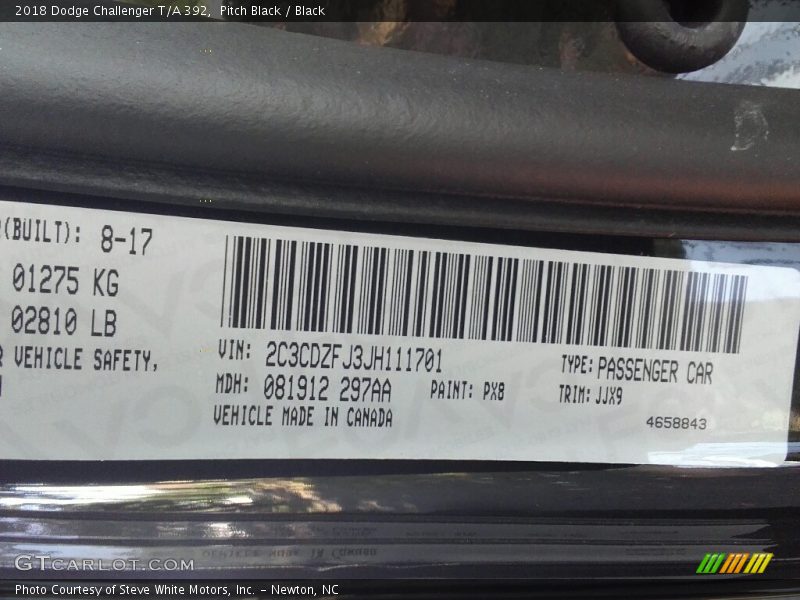 2018 Dodge Challenger T/A 392, Pitch Black / Black
(BUILT): 8-17
01275 KG
02810 LB
VEHICLE SAFETY,
VIN: 2C3CDZFJ3JH111701
TYPE: PASSENGER CAR
MDH: 081912 297AA PAINT: PX8 TRIM: JJX9
VEHICLE MADE IN CANADA
4658843
GTCARLOT.COM
Photo Courtesy of Steve White Motors, Inc. – Newton, NC